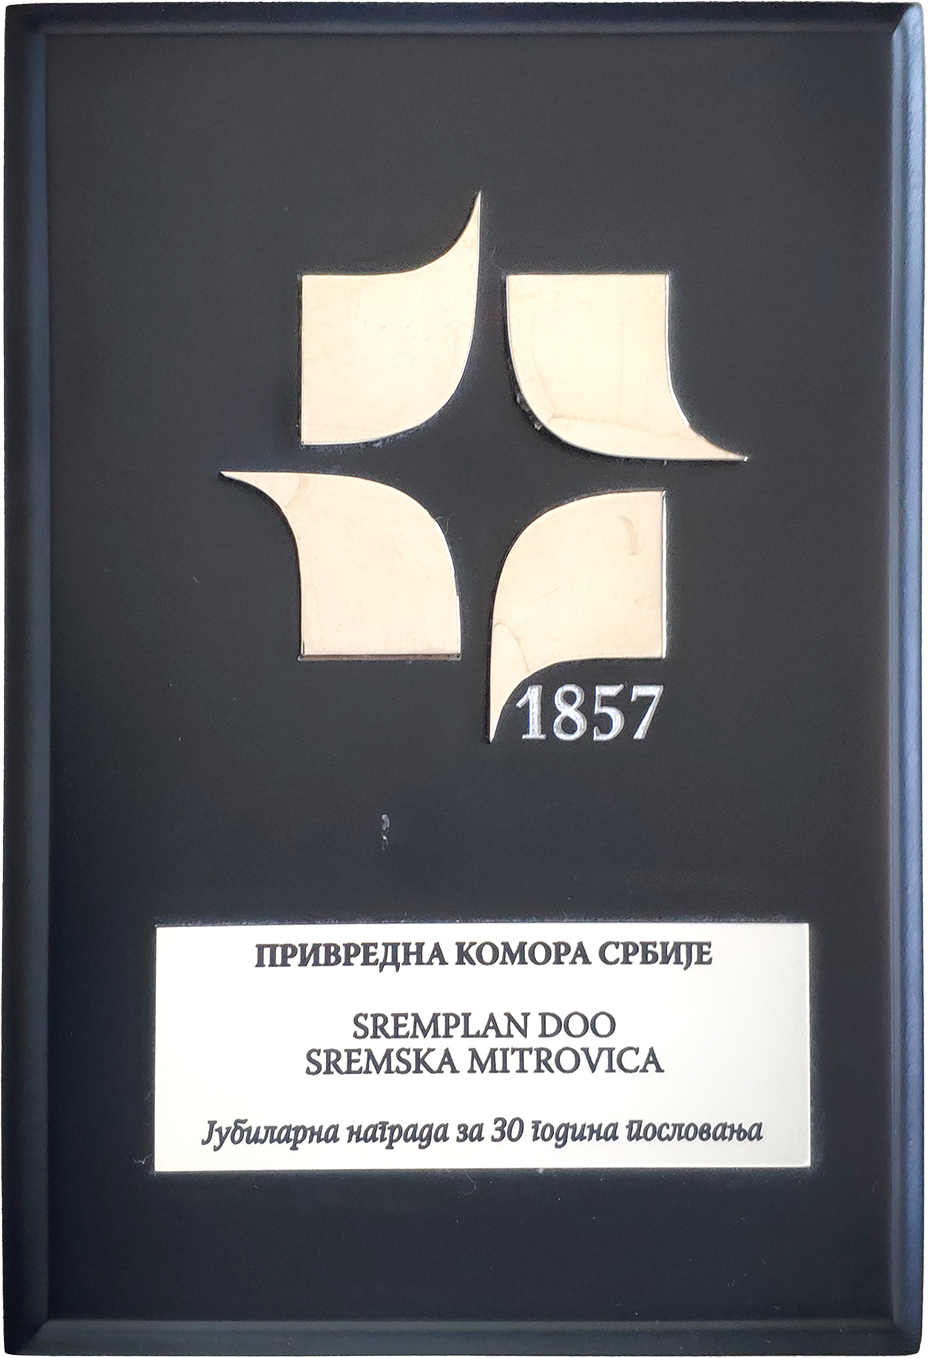 1857
ПРИВРЕДНА КОМОРА СРБИЈЕ
SREMPLAN DOO
SREMSKA MITROVICA
Јубиларна награда за 30 година пословања